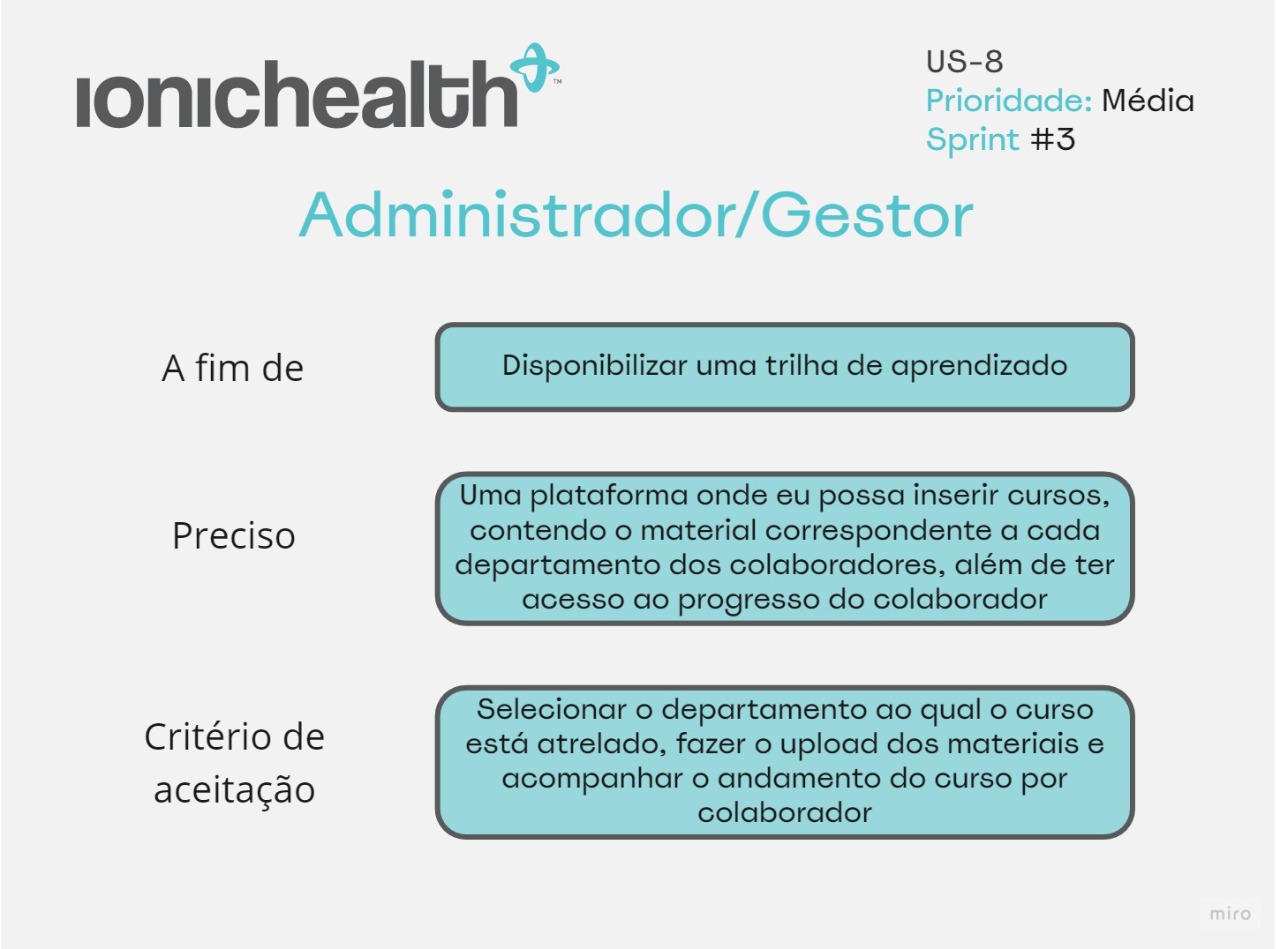 ionichealth™
US-8
Prioridade: Média
Sprint #3
Administrador/Gestor
A fim de
Disponibilizar uma trilha de aprendizado
Preciso
Uma plataforma onde eu possa inserir cursos,
contendo o material correspondente a cada
departamento dos colaboradores, além de ter
acesso ao progresso do colaborador
Critério de
aceitação
Selecionar o departamento ao qual o curso
está atrelado, fazer o upload dos materiais e
acompanhar o andamento do curso por
colaborador
miro